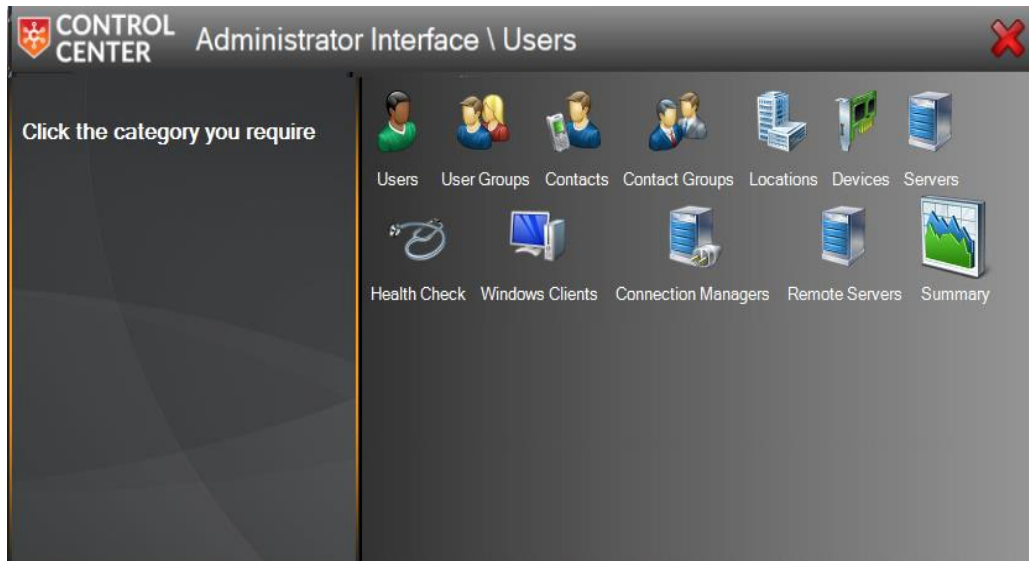 CONTROL
CENTER
Administrator Interface \ Users
Click the category you require
Users User Groups Contacts Contact Groups Locations Devices Servers
Health Check Windows Clients Connection Managers Remote Servers Summary